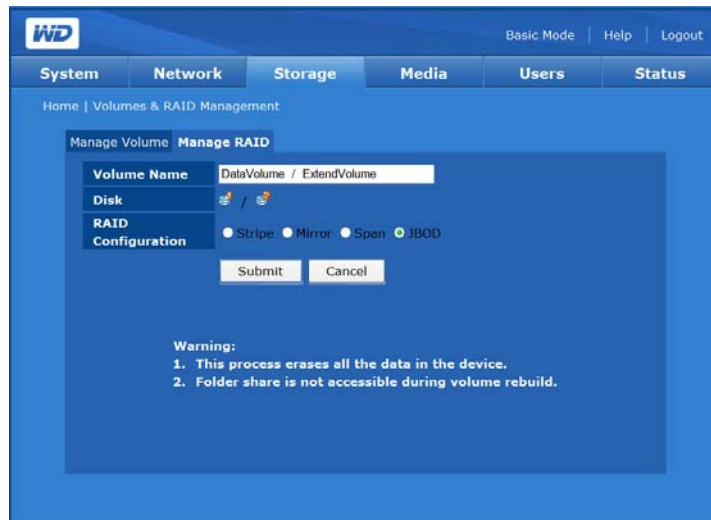 WD
Basic Mode | Help | Logout
System Network Storage Media Users Status
Home | Volumes & RAID Management
Manage Volume Manage RAID
Volume Name DataVolume / ExtendVolume
Disk /
RAID Configuration Stripe Mirror Span JBOD
Submit Cancel
Warning:
1. This process erases all the data in the device.
2. Folder share is not accessible during volume rebuild.